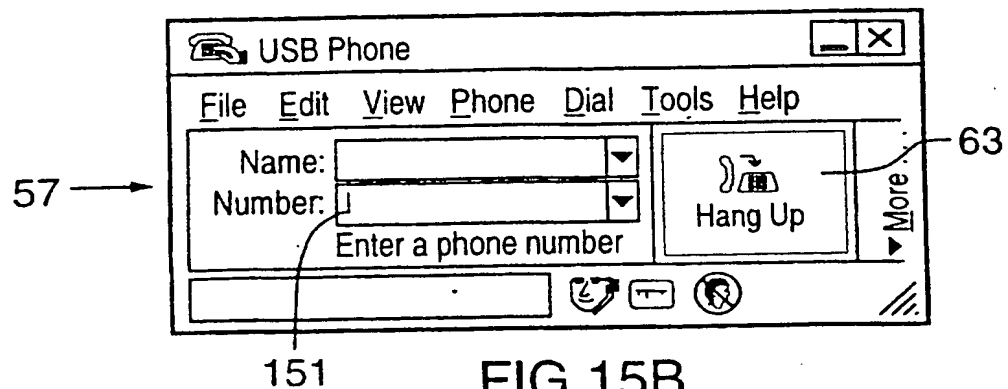 USB Phone
File Edit View Phone Dial Tools Help
Name:
Number:
Enter a phone number
Hang Up
More...
57
63
151
FIG.15B